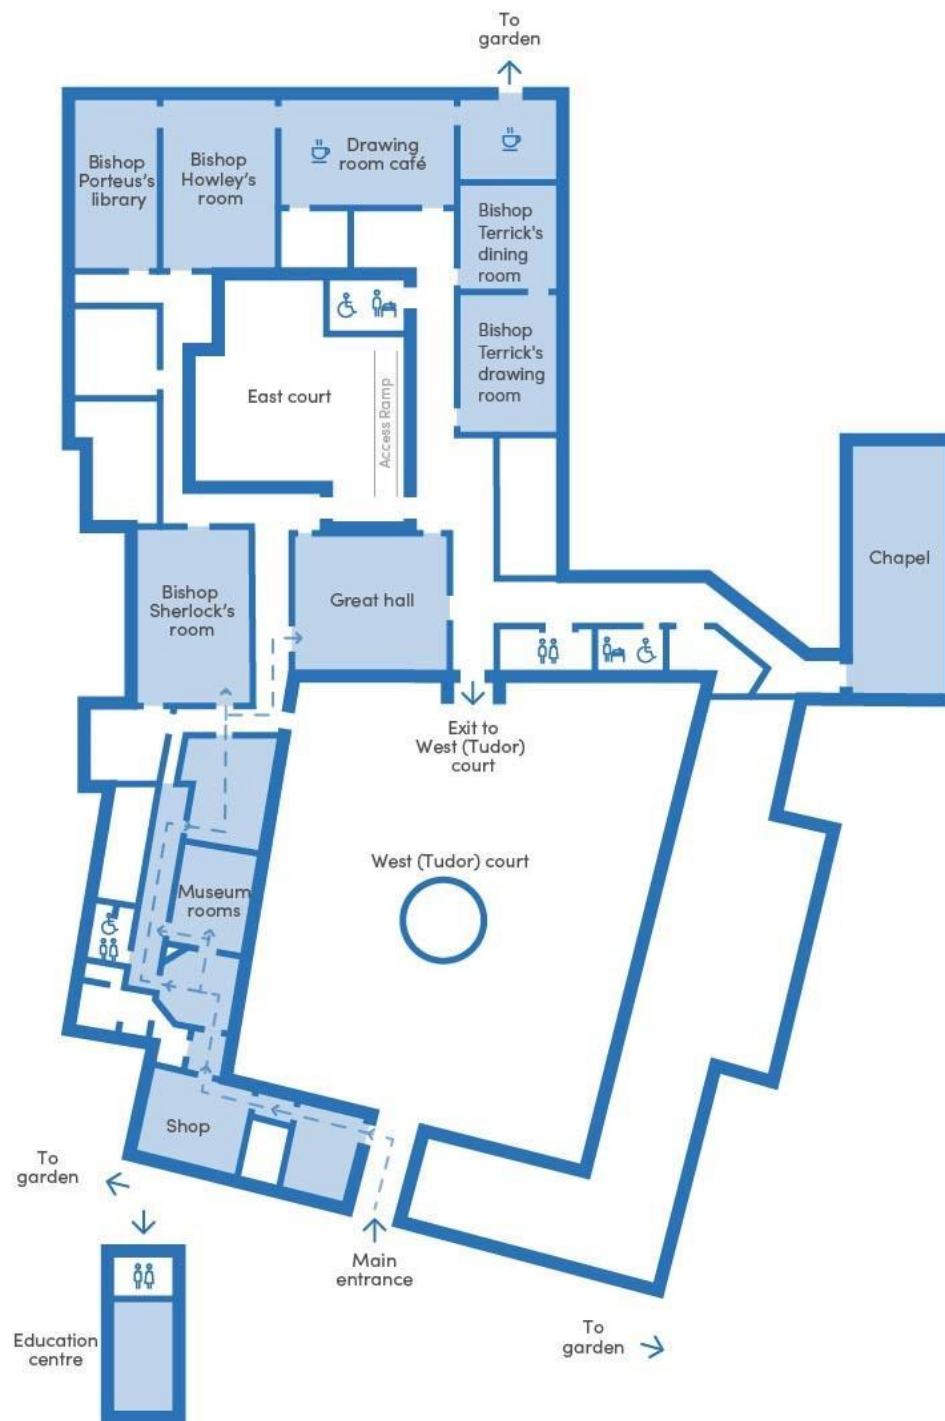 To
garden
Bishop
Porteus's
library
Bishop
Howley's
room
Drawing
room café
Bishop
Terrick's
dining
room
Bishop
Terrick's
drawing
room
East court
Access Ramp
Chapel
Bishop
Sherlock's
room
Great hall
Exit to
West (Tudor)
court
West (Tudor) court
Museum
rooms
Shop
To
garden
Main
entrance
Education
centre
To
garden